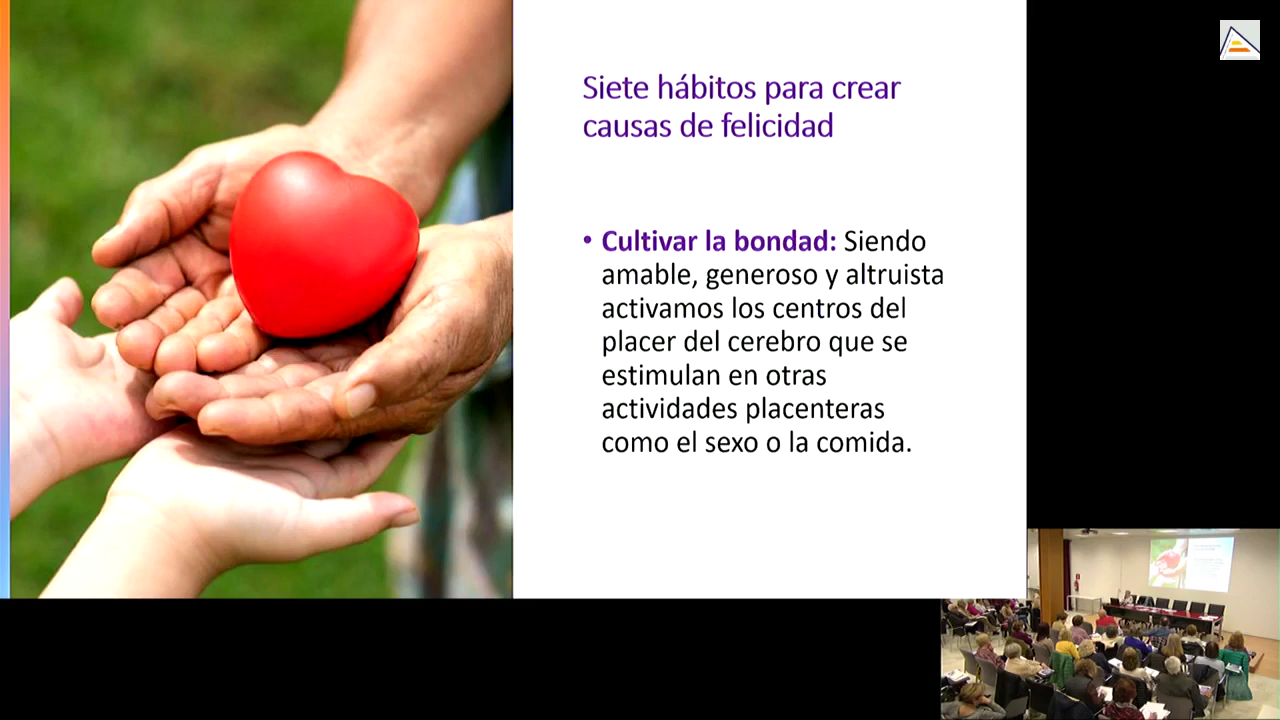 Siete hábitos para crear
causas de felicidad
• Cultivar la bondad: Siendo
amable, generoso y altruista
activamos los centros del
placer del cerebro que se
estimulan en otras
actividades placenteras
como el sexo o la comida.